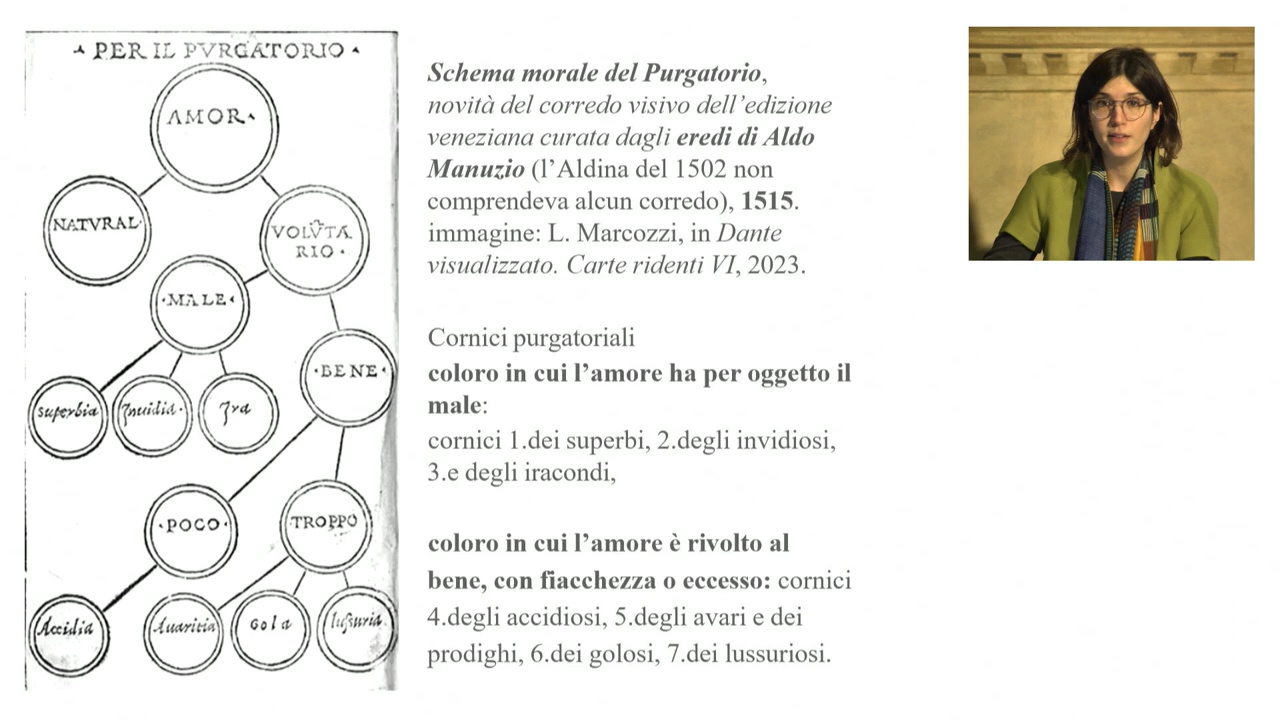 PER IL PVRGATORIO
AMOR
NATVRAL
VOLV̄TA
RIO
MALE
BENE
superbia
Inuidia
Ira
POCO
TROPPO
Accidia
Auaritia
Gola
lussuria
Schema morale del Purgatorio,
novità del corredo visivo dell’edizione
veneziana curata dagli eredi di Aldo
Manuzio (l’Aldina del 1502 non
comprendeva alcun corredo), 1515.
immagine: L. Marcozzi, in Dante
visualizzato. Carte ridenti VI, 2023.
Cornici purgatoriali
coloro in cui l’amore ha per oggetto il
male:
cornici 1.dei superbi, 2.degli invidiosi,
3.e degli iracondi,
coloro in cui l’amore è rivolto al
bene, con fiacchezza o eccesso: cornici
4.degli accidiosi, 5.degli avari e dei
prodighi, 6.dei golosi, 7.dei lussuriosi.